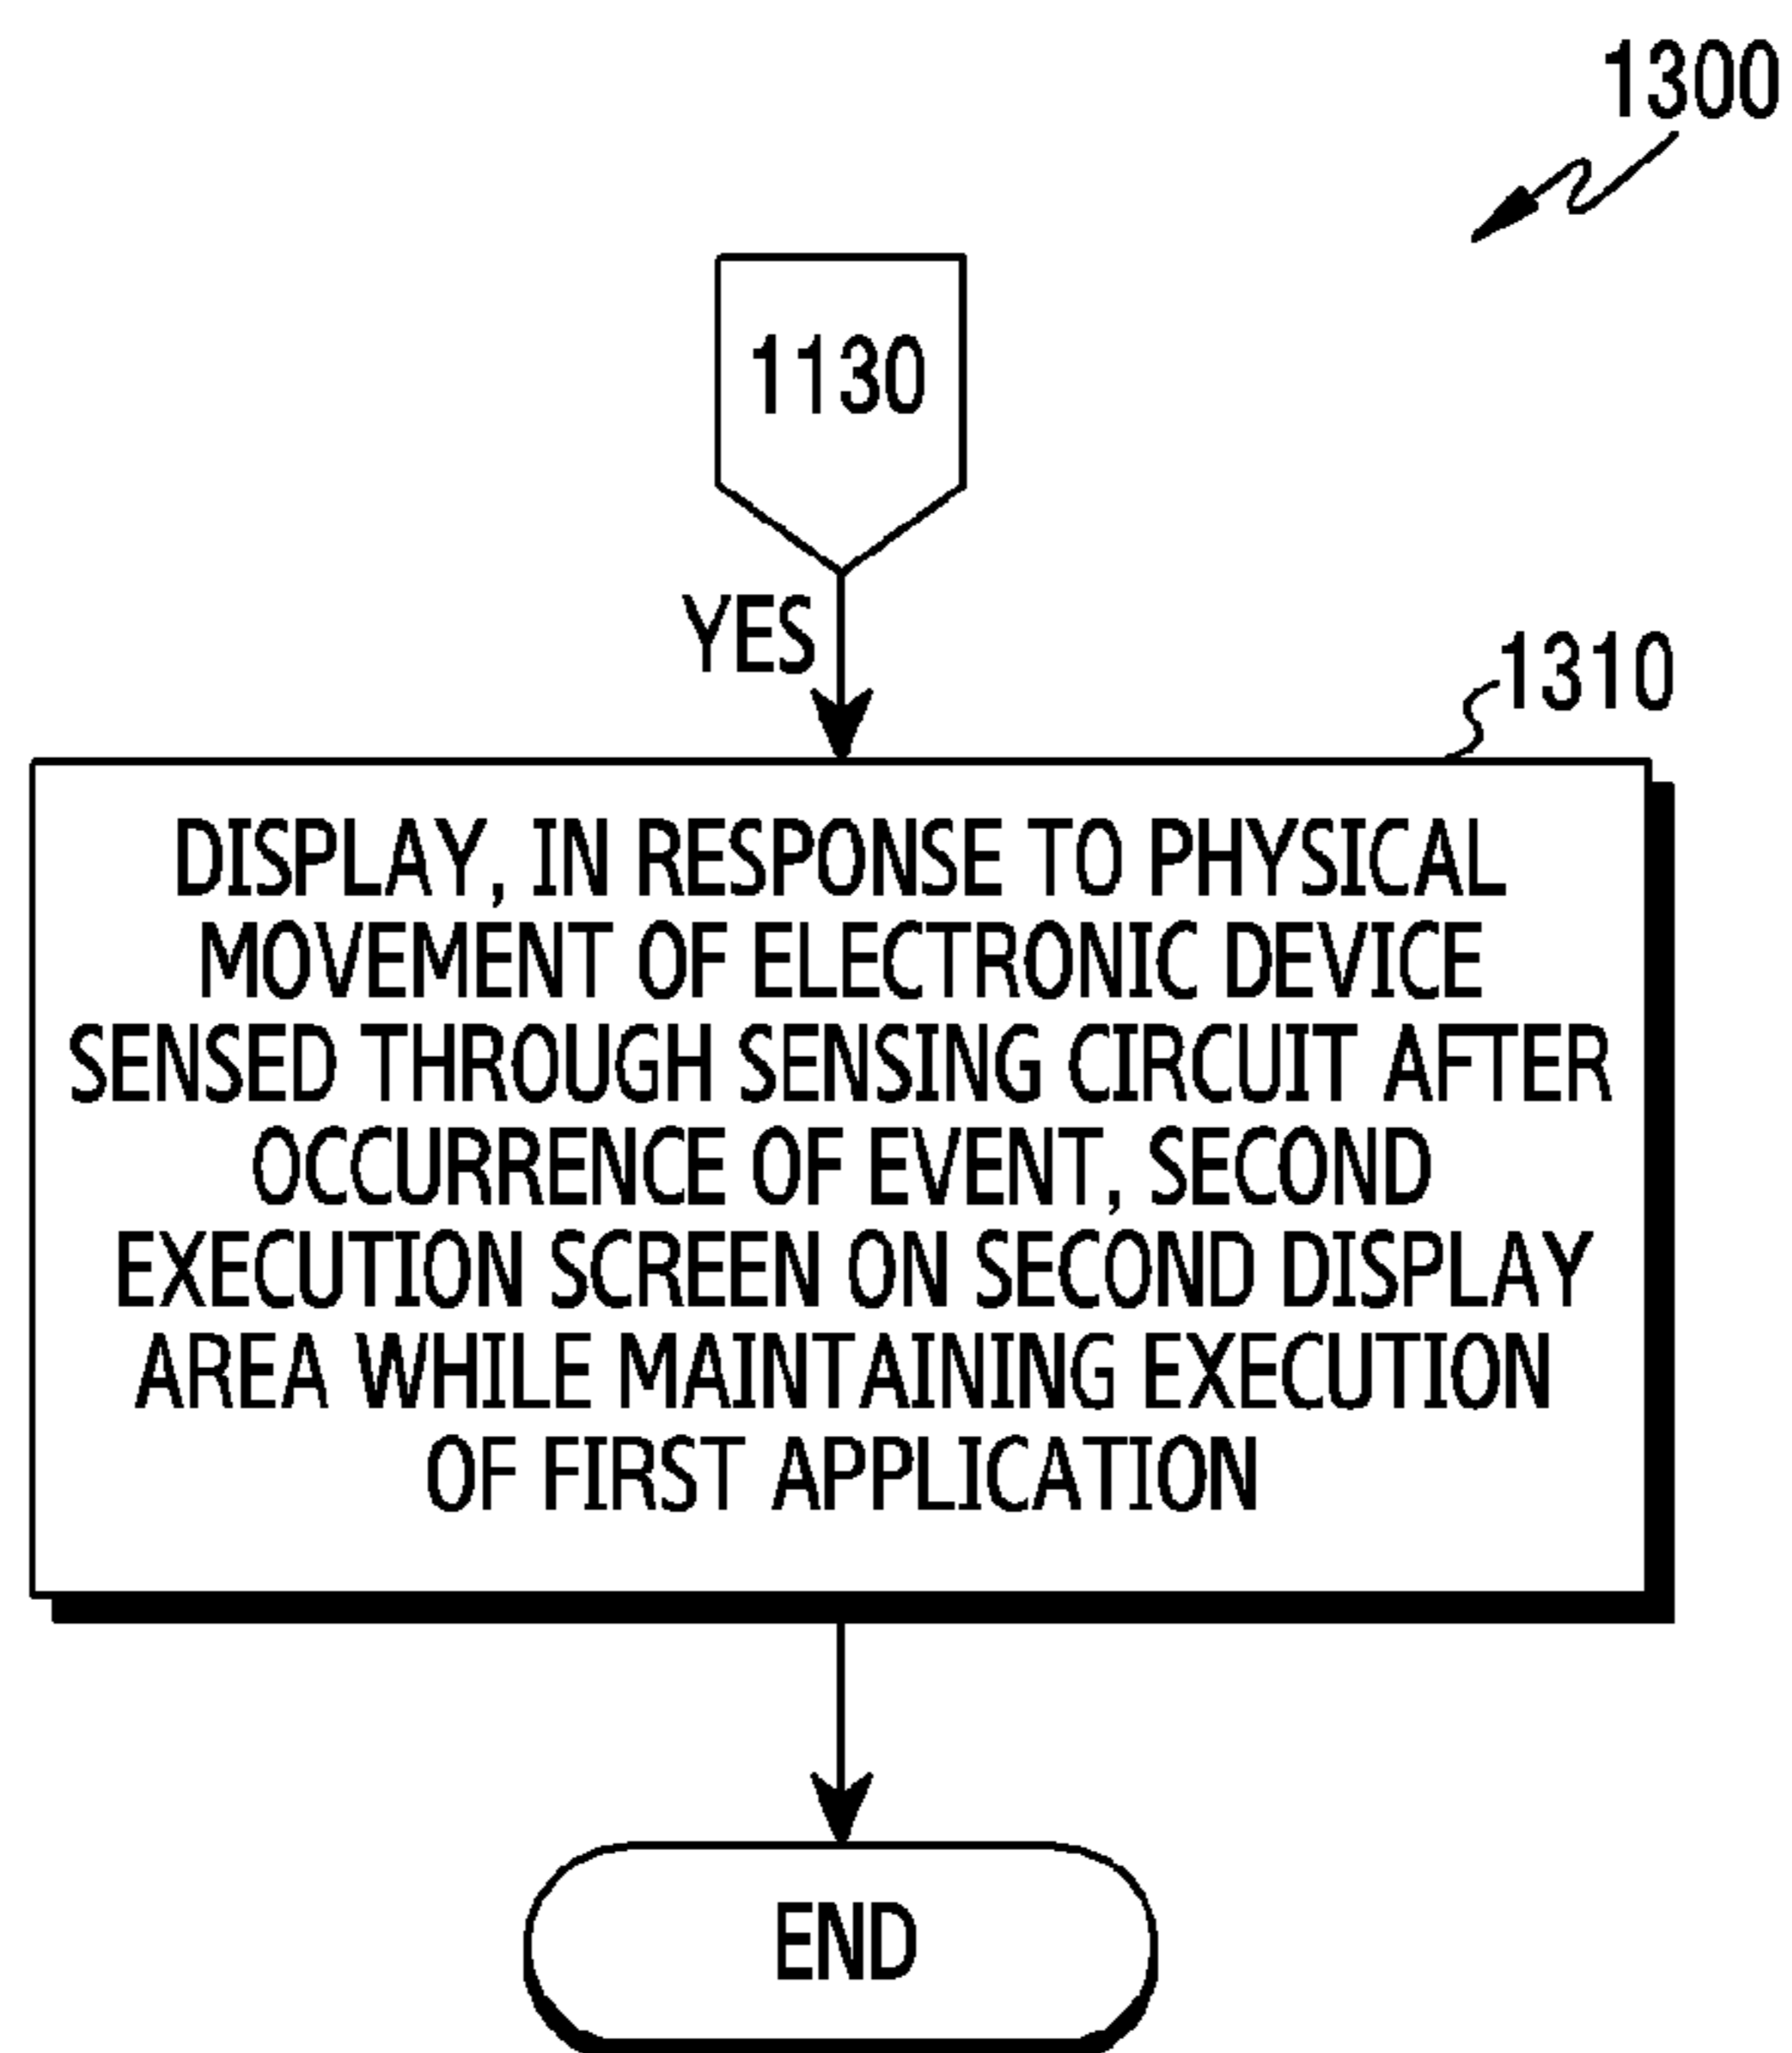 1300
1130
YES
1310
DISPLAY, IN RESPONSE TO PHYSICAL
MOVEMENT OF ELECTRONIC DEVICE
SENSED THROUGH SENSING CIRCUIT AFTER
OCCURRENCE OF EVENT, SECOND
EXECUTION SCREEN ON SECOND DISPLAY
AREA WHILE MAINTAINING EXECUTION
OF FIRST APPLICATION
END